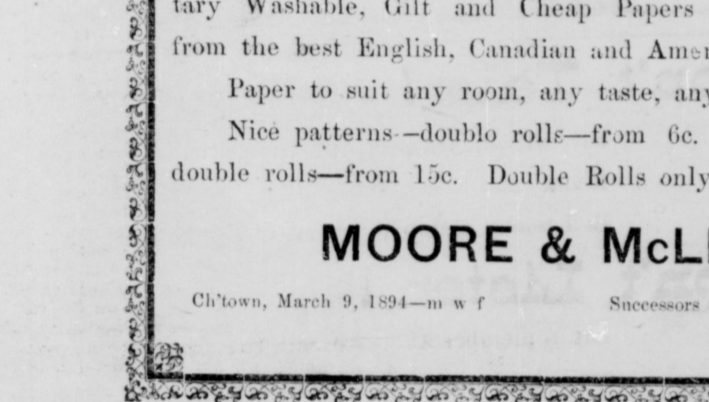 tary Washable, Gilt and Cheap Papers
from the best English, Canadian and Amer
Paper to suit any room, any taste, any
Nice patterns—doublo rolls—from 6c.
double rolls—from 15c. Double Rolls only
MOORE & McL
Ch'town, March 9, 1894—m w f Successors